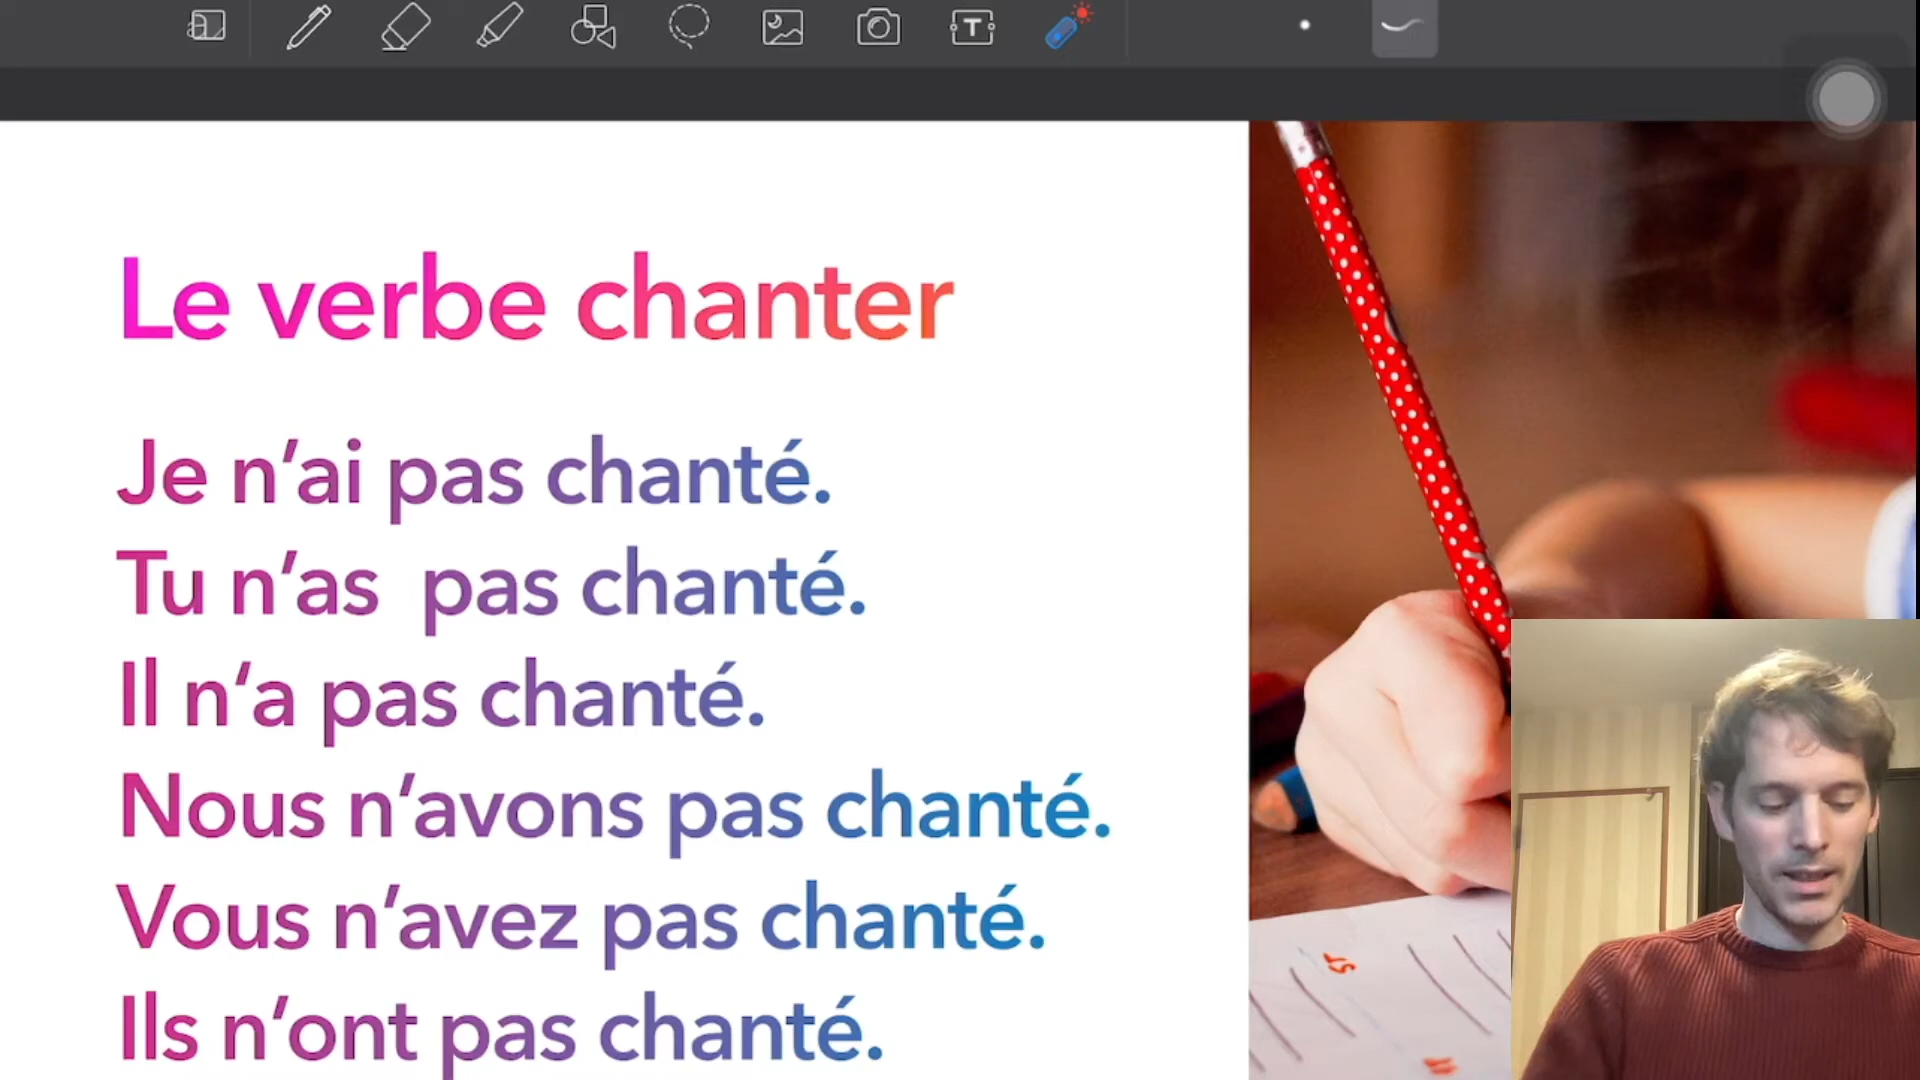 Le verbe chanter
Je n’ai pas chanté.
Tu n’as  pas chanté.
Il n‘a pas chanté.
Nous n’avons pas chanté.
Vous n’avez pas chanté.
Ils n’ont pas chanté.